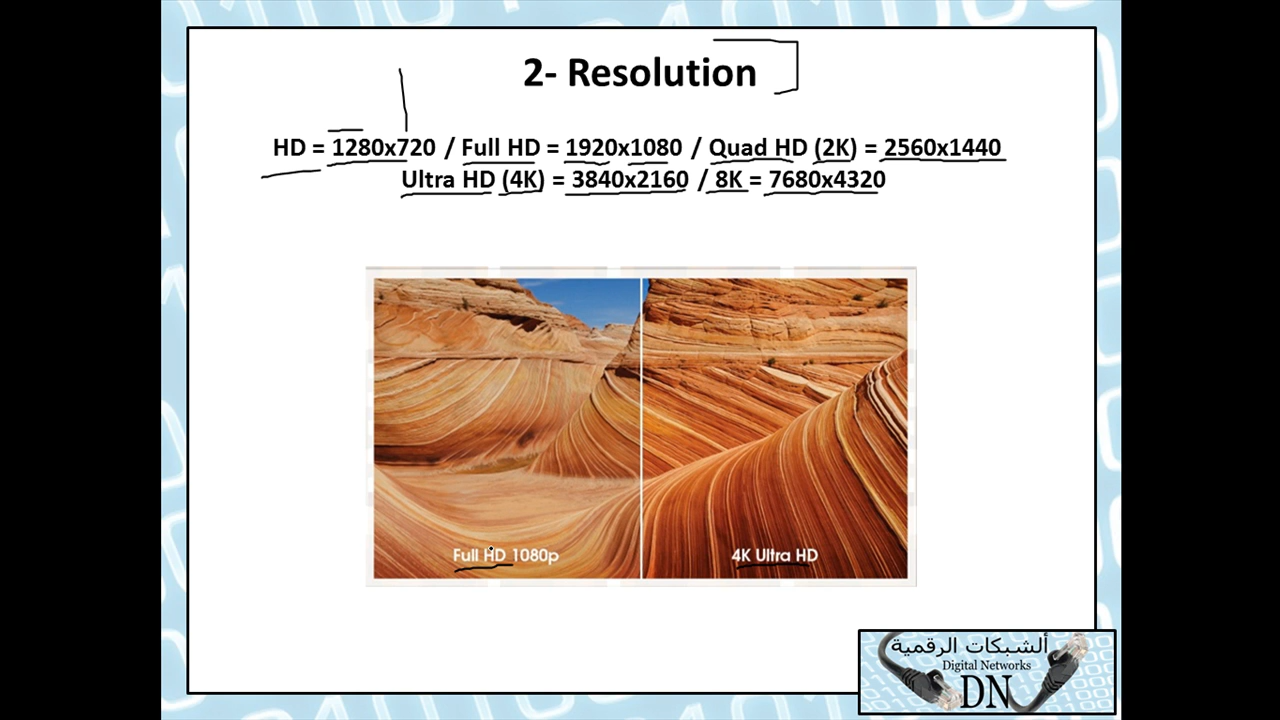 2- Resolution
HD = 1280x720 / Full HD = 1920x1080 / Quad HD (2K) = 2560x1440
Ultra HD (4K) = 3840x2160 / 8K = 7680x4320
Full HD 1080p
4K Ultra HD
ألشبكات الرقمية
Digital Networks
DN